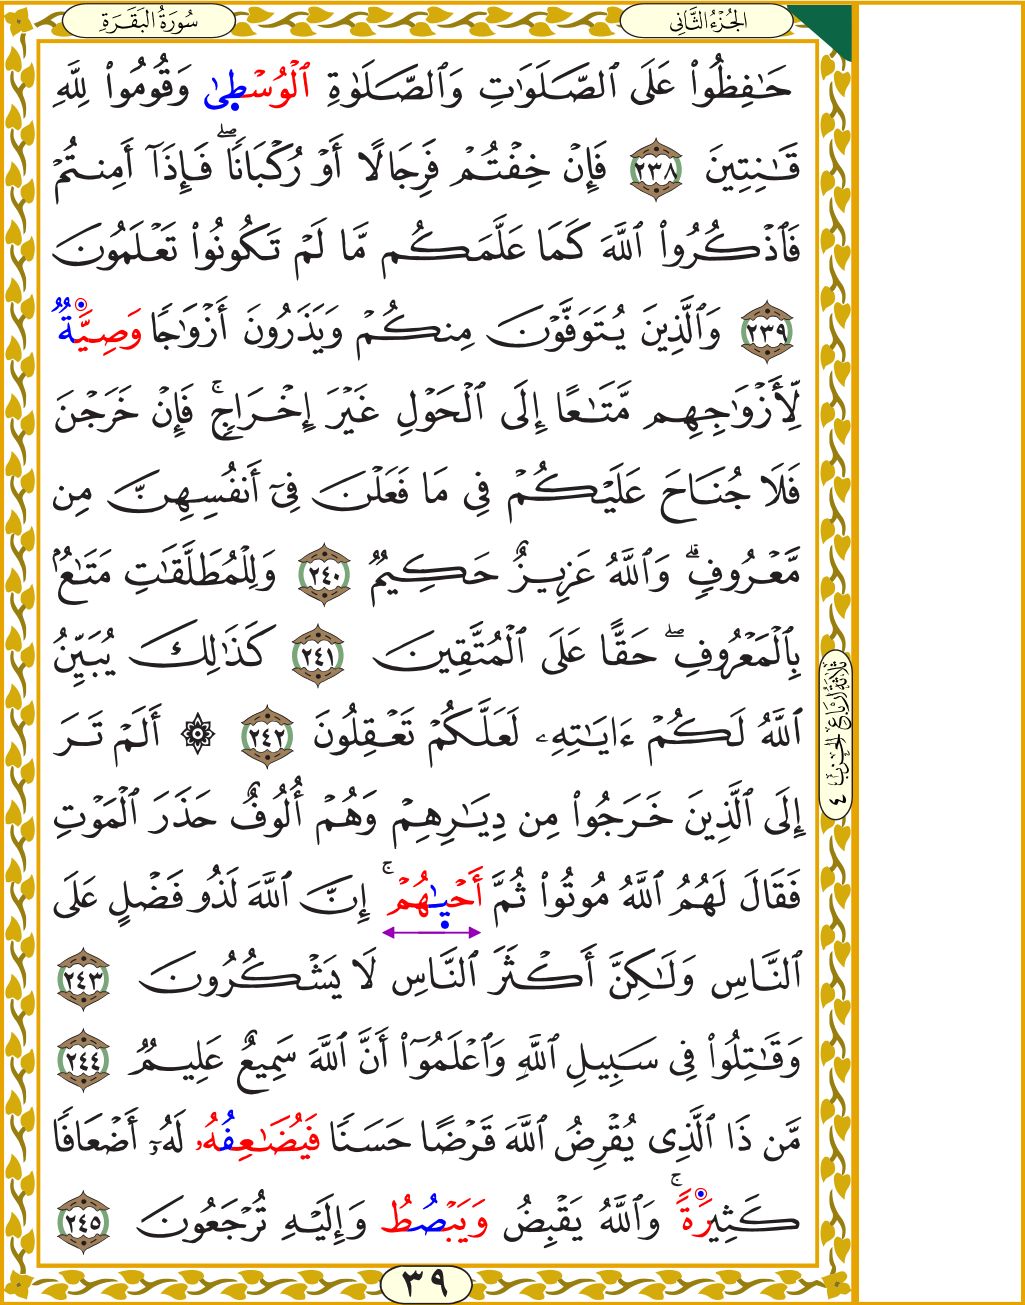 الجُزْءُ الثَّانِي
سُورَةُ البَقَرَةِ
حَٰفِظُوا۟ عَلَى ٱلصَّلَوَٰتِ وَٱلصَّلَوٰةِ ٱلْوُسْطِىٰ وَقُومُوا۟ لِلَّهِ
قَٰنِتِينَ ٢٣٨ فَإِنْ خِفْتُمْ فَرِجَالًا أَوْ رُكْبَانًا ۖ فَإِذَآ أَمِنتُمْ
فَٱذْكُرُوا۟ ٱللَّهَ كَمَا عَلَّمَكُم مَّا لَمْ تَكُونُوا۟ تَعْلَمُونَ
٢٣٩ وَٱلَّذِينَ يُتَوَفَّوْنَ مِنكُمْ وَيَذَرُونَ أَزْوَٰجًا وَصِيَّةٌ
لِّأَزْوَٰجِهِم مَّتَٰعًا إِلَى ٱلْحَوْلِ غَيْرَ إِخْرَاجٍ ۚ فَإِنْ خَرَجْنَ
فَلَا جُنَاحَ عَلَيْكُمْ فِى مَا فَعَلْنَ فِىٓ أَنفُسِهِنَّ مِن
مَّعْرُوفٍ ۗ وَٱللَّهُ عَزِيزٌ حَكِيمٌ ٢٤٠ وَلِلْمُطَلَّقَٰتِ مَتَٰعٌۢ
بِٱلْمَعْرُوفِ ۖ حَقًّا عَلَى ٱلْمُتَّقِينَ ٢٤١ كَذَٰلِكَ يُبَيِّنُ
ٱللَّهُ لَكُمْ ءَايَٰتِهِۦ لَعَلَّكُمْ تَعْقِلُونَ ٢٤٢ ۞ أَلَمْ تَرَ
إِلَى ٱلَّذِينَ خَرَجُوا۟ مِن دِيَٰرِهِمْ وَهُمْ أُلُوفٌ حَذَرَ ٱلْمَوْتِ
فَقَالَ لَهُمُ ٱللَّهُ مُوتُوا۟ ثُمَّ أَحْيٰهُمْ ۚ إِنَّ ٱللَّهَ لَذُو فَضْلٍ عَلَى
ٱلنَّاسِ وَلَٰكِنَّ أَكْثَرَ ٱلنَّاسِ لَا يَشْكُرُونَ ٢٤٣
وَقَٰتِلُوا۟ فِى سَبِيلِ ٱللَّهِ وَٱعْلَمُوٓا۟ أَنَّ ٱللَّهَ سَمِيعٌ عَلِيمٌ ٢٤٤
مَّن ذَا ٱلَّذِى يُقْرِضُ ٱللَّهَ قَرْضًا حَسَنًا فَيُضَٰعِفُهُۥ لَهُۥٓ أَضْعَافًا
كَثِيرَةً ۚ وَٱللَّهُ يَقْبِضُ وَيَبْصُطُ وَإِلَيْهِ تُرْجَعُونَ ٢٤٥
ثلاثة أرباع الحزب ٤
٣٩